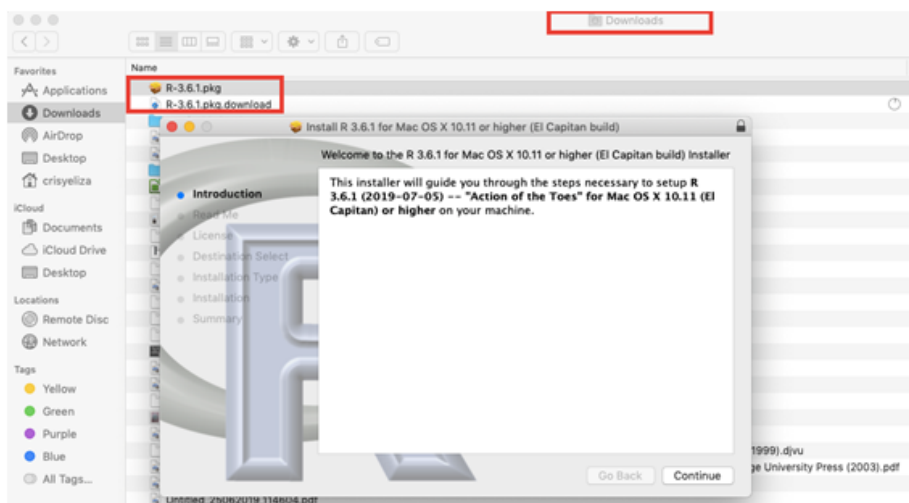 Downloads
Favorites
Applications
Downloads
AirDrop
Desktop
crisyeliza
iCloud
Documents
iCloud Drive
Desktop
Locations
Remote Disc
Network
Tags
Yellow
Green
Purple
Blue
All Tags...
Name
R-3.6.1.pkg
R-3.6.1.pkg.download
Install R 3.6.1 for Mac OS X 10.11 or higher (El Capitan build)
Welcome to the R 3.6.1 for Mac OS X 10.11 or higher (El Capitan build) Installer
Introduction
Read Me
License
Destination Select
Installation Type
Installation
Summary
This installer will guide you through the steps necessary to setup R
3.6.1 (2019-07-05) -- "Action of the Toes" for Mac OS X 10.11 (El
Capitan) or higher on your machine.
Go Back
Continue
1999).djvu
ge University Press (2003).pdf
Untitled_25062019_114604.pdf